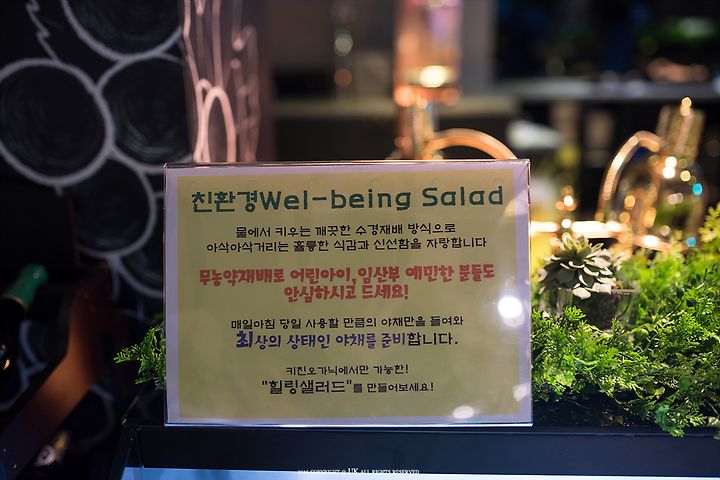 친환경Wel-being Salad
물에서 키우는 깨끗한 수경재배 방식으로
아삭아삭거리는 훌륭한 식감과 신선함을 자랑합니다
무농약재배로 어린아이, 임산부 예민한 분들도
안심하시고 드세요!
매일아침 당일 사용할 만큼의 야채만을 들여와
최상의 상태인 야채를 준비합니다.
키친오가닉에서만 가능한!
"힐링샐러드"를 만들어보세요!
COPYRIGHT @ UK ALL RIGHTS RESERVED